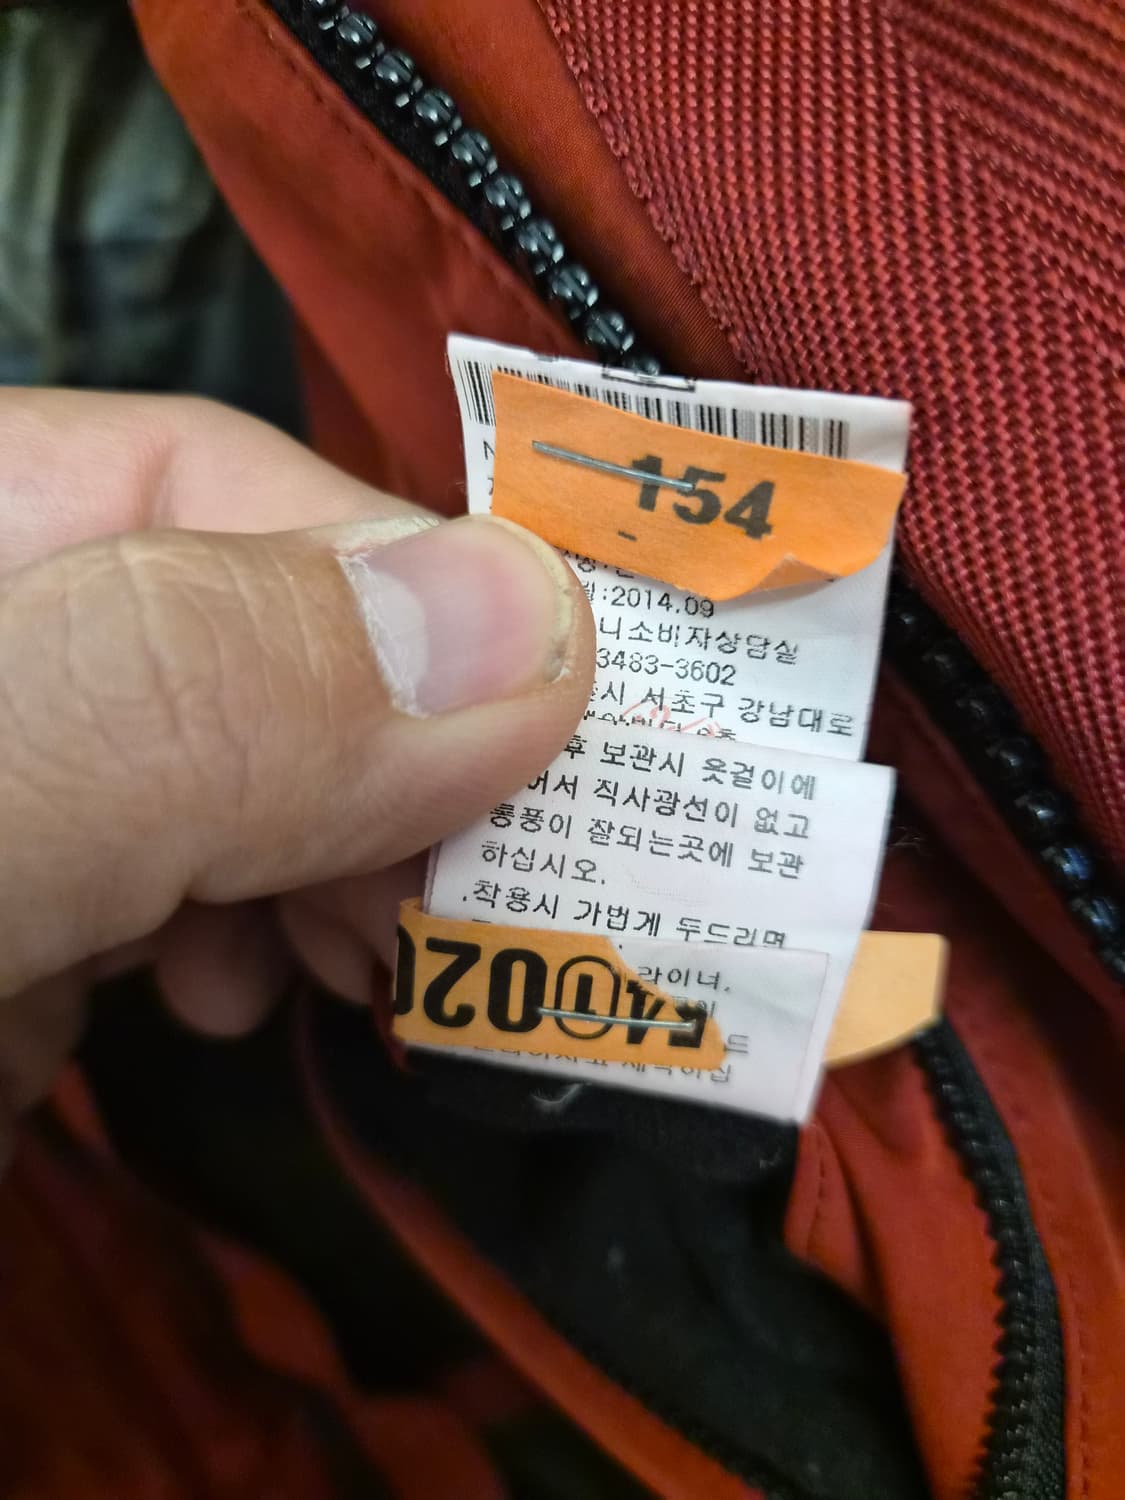 154
:2014.09
니소비자상담실
3483-3602
서초구 강남대로
후 보관시 옷걸이에
어서 직사광선이 없고
통풍이 잘되는곳에 보관
하십시오.
.착용시 가볍게 두드리면
라이너.
54①020